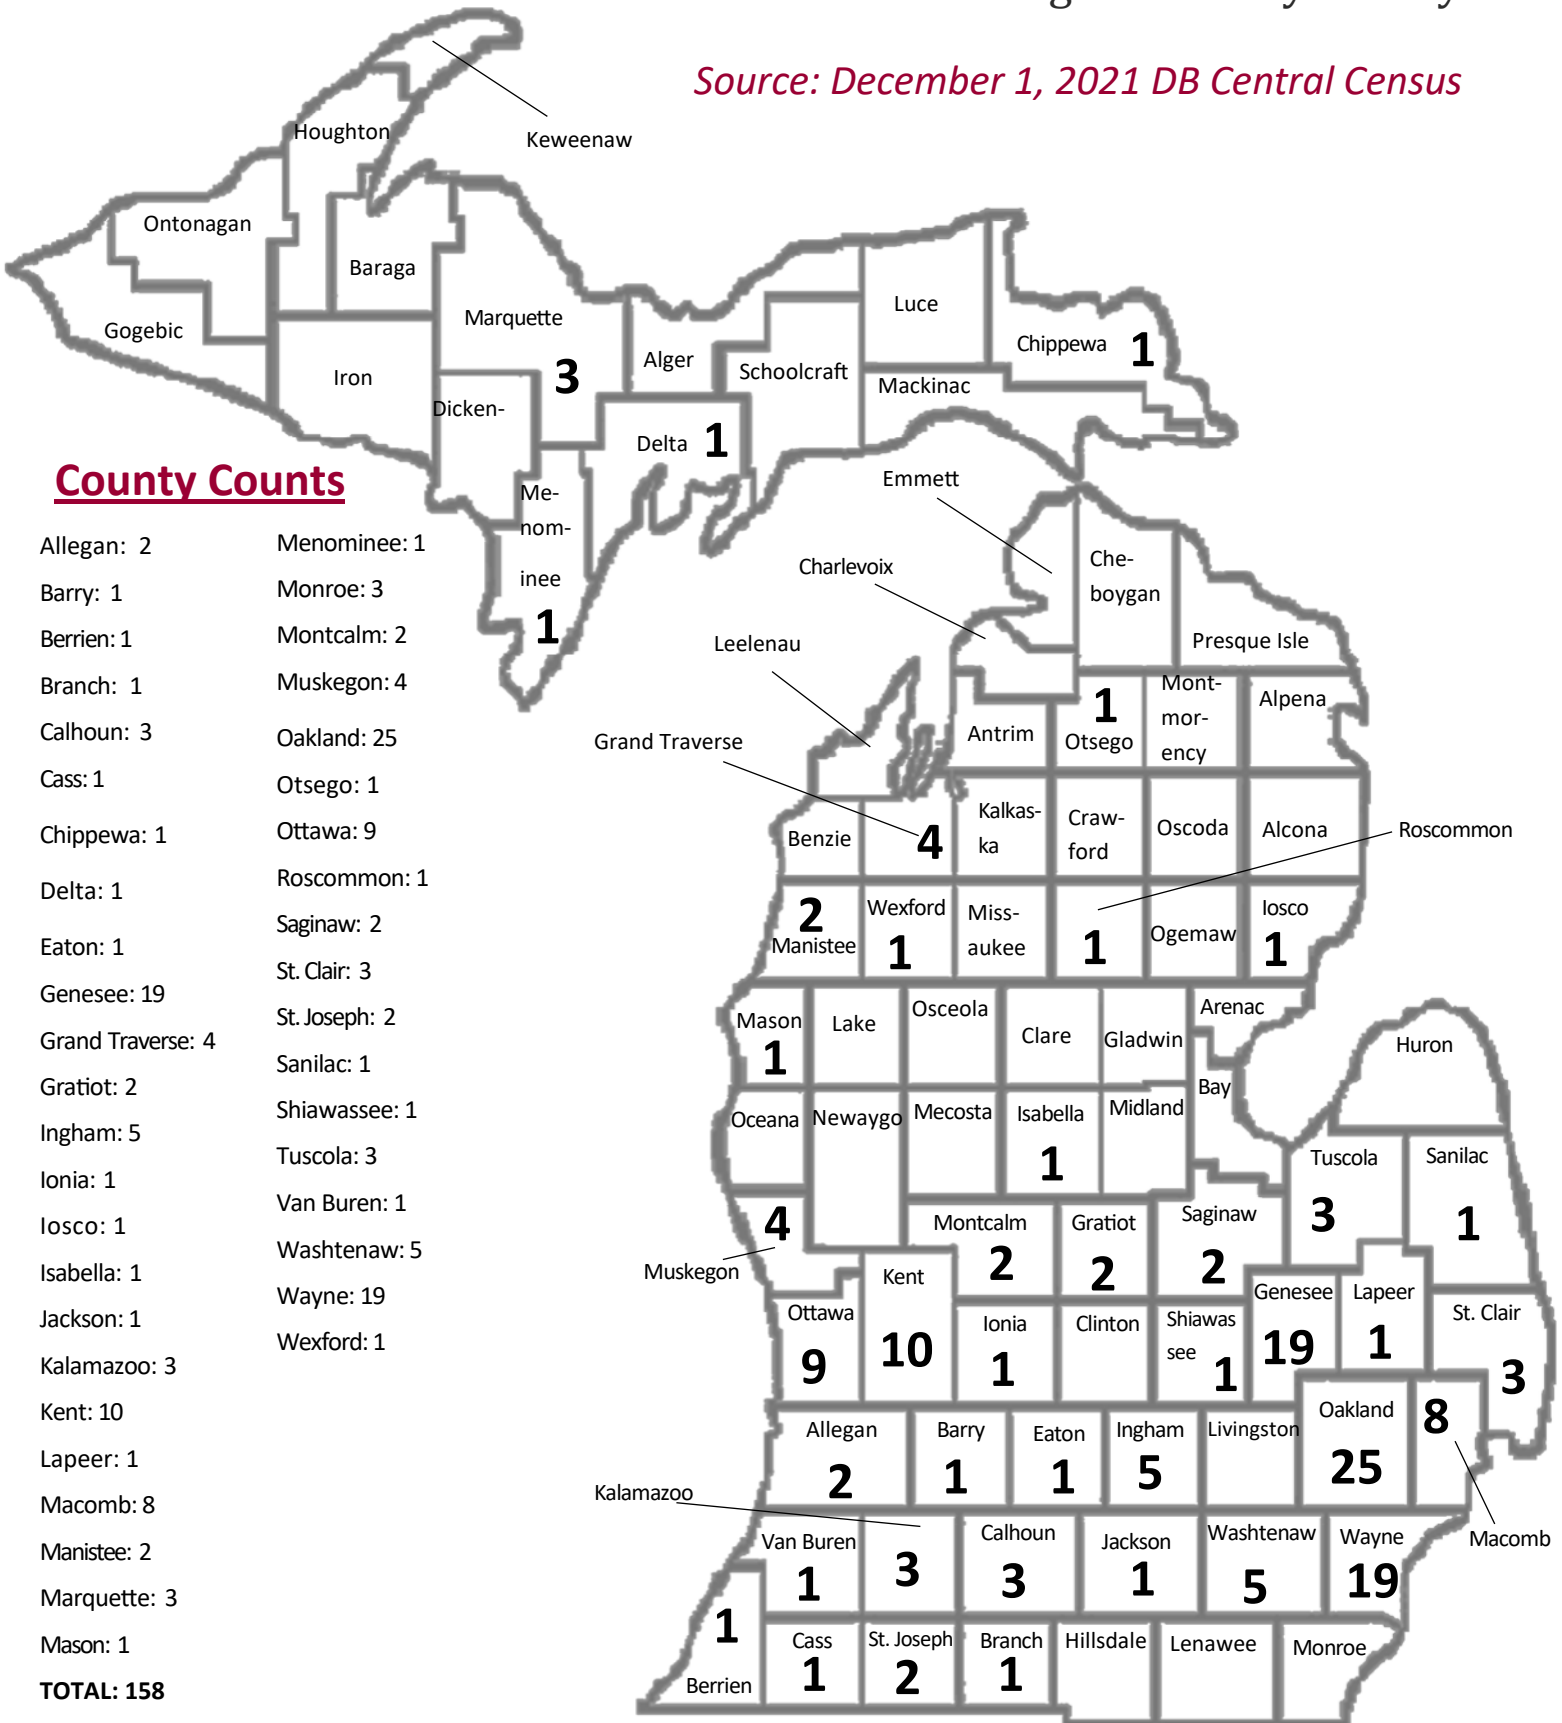 Source: December 1, 2021 DB Central Census
Houghton
Keweenaw
Ontonagan
Baraga
Gogebic
Iron
Marquette
3
Dicken-
Alger
Schoolcraft
Luce
Chippewa 1
Mackinac
Delta 1
Me-
nom-
inee
1
Emmett
Charlevoix
Che-
boygan
Presque Isle
Leelenau
Grand Traverse
4
Antrim
1
Otsego
Mont-
mor-
ency
Alpena
Benzie
Kalkas-
ka
Craw-
ford
Oscoda
Alcona
Roscommon
1
2
Manistee
Wexford
1
Miss-
aukee
Ogemaw
Iosco
1
Mason
1
Lake
Osceola
Clare
Gladwin
Arenac
Huron
Bay
Oceana
Newaygo
Mecosta
Isabella
1
Midland
Tuscola
3
Sanilac
1
4
Muskegon
Montcalm
2
Gratiot
2
Saginaw
2
Kent
10
Ottawa
9
Ionia
1
Clinton
Shiawas
see
1
Genesee
19
Lapeer
1
St. Clair
3
Allegan
2
Barry
1
Eaton
1
Ingham
5
Livingston
Oakland
25
8
Macomb
Kalamazoo
3
Van Buren
1
Calhoun
3
Jackson
1
Washtenaw
5
Wayne
19
1
Berrien
Cass
1
St. Joseph
2
Branch
1
Hillsdale
Lenawee
Monroe
County Counts
Allegan: 2
Barry: 1
Berrien: 1
Branch: 1
Calhoun: 3
Cass: 1
Chippewa: 1
Delta: 1
Eaton: 1
Genesee: 19
Grand Traverse: 4
Gratiot: 2
Ingham: 5
Ionia: 1
Iosco: 1
Isabella: 1
Jackson: 1
Kalamazoo: 3
Kent: 10
Lapeer: 1
Macomb: 8
Manistee: 2
Marquette: 3
Mason: 1
TOTAL: 158
Menominee: 1
Monroe: 3
Montcalm: 2
Muskegon: 4
Oakland: 25
Otsego: 1
Ottawa: 9
Roscommon: 1
Saginaw: 2
St. Clair: 3
St. Joseph: 2
Sanilac: 1
Shiawassee: 1
Tuscola: 3
Van Buren: 1
Washtenaw: 5
Wayne: 19
Wexford: 1